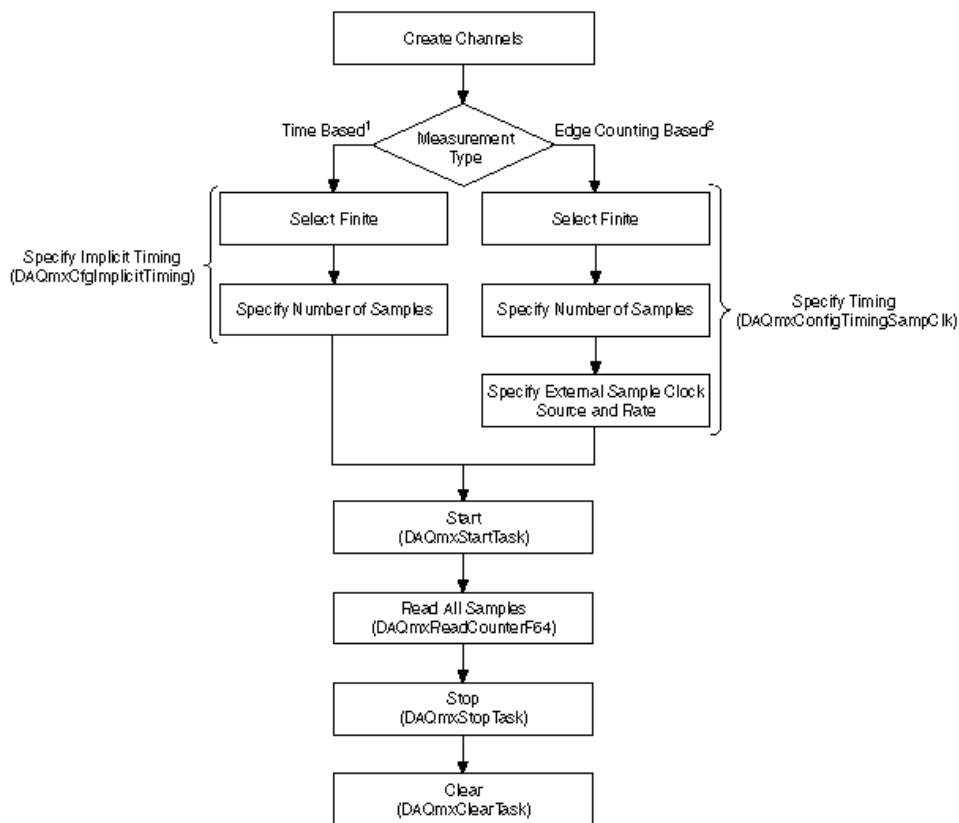 Create Channels
Time Based1
Measurement
Type
Edge Counting Based2
Select Finite
Select Finite
Specify Implicit Timing
(DAQmxCfgImplicitTiming)
Specify Number of Samples
Specify Number of Samples
Specify Timing
(DAQmxConfigTimingSampClk)
Specify External Sample Clock
Source and Rate
Start
(DAQmxStartTask)
Read All Samples
(DAQmxReadCounterF64)
Stop
(DAQmxStopTask)
Clear
(DAQmxClearTask)